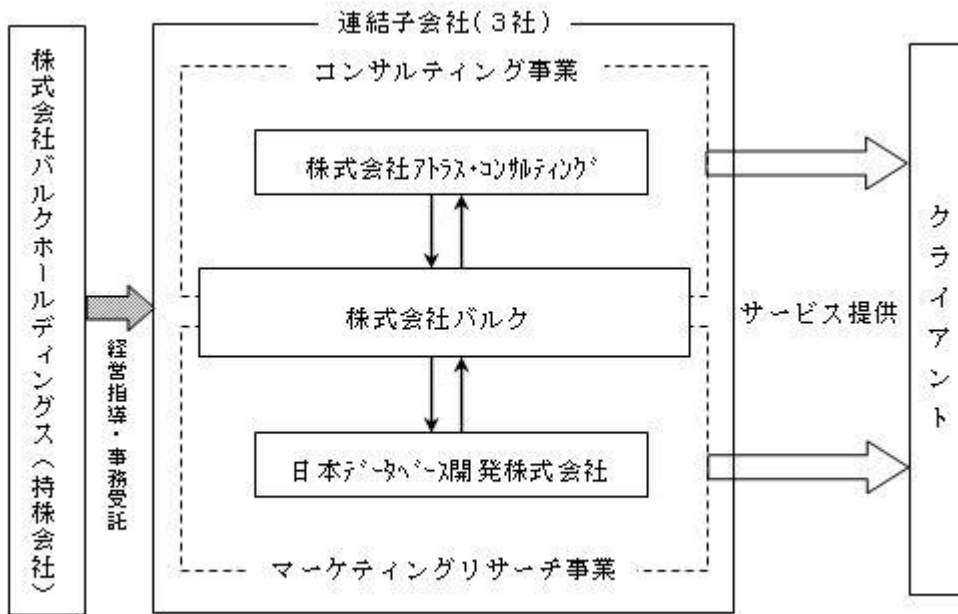 株式会社バルクホールディングス(持株会社)
経営指導・事務受託
連結子会社(3社)
コンサルティング事業
株式会社ｱﾄﾗｽ・ｺﾝｻﾙﾃｨﾝｸﾞ
株式会社バルク
日本ﾃﾞｰﾀﾍﾞｰｽ開発株式会社
マーケティングリサーチ事業
サービス提供
クライアント